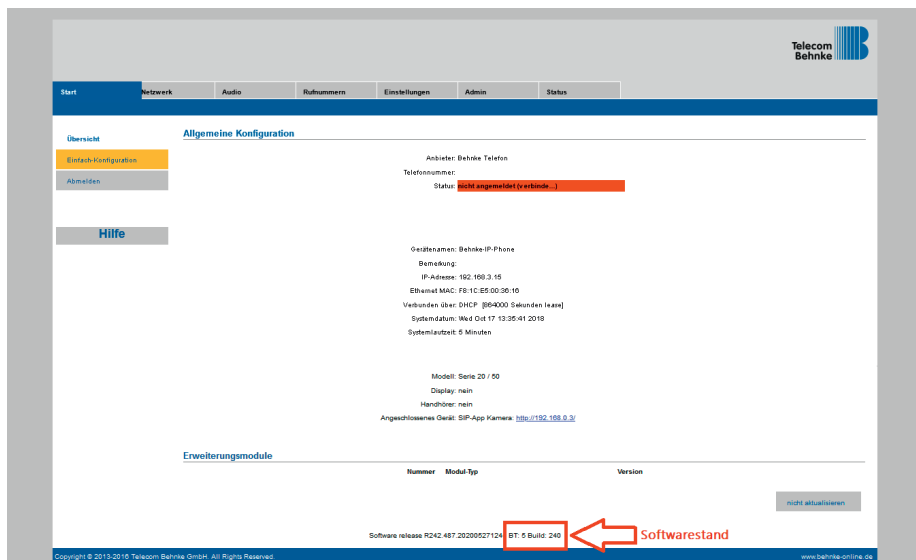 Telecom
Behnke
Start Netzwerk Audio Rufnummern Einstellungen Admin Status
Übersicht
Allgemeine Konfiguration
Einfach-Konfiguration
Anbieter: Behnke Telefon
Telefonnummer:
Abmelden
Status: nicht angemeldet (verbinde...)
Hilfe
Gerätenamen: Behnke-IP-Phone
Bemerkung:
IP-Adresse: 192.168.3.15
Ethernet MAC: F8:1C:E5:00:36:16
Verbunden über: DHCP [864000 Sekunden lease]
Systemdatum: Wed Oct 17 13:35:41 2018
Systemlautzeit: 5 Minuten
Modell: Serie 20 / 50
Display: nein
Handhörer: nein
Angeschlossenes Gerät: SIP-App Kamera: http://192.168.0.3/
Erweiterungsmodule
Nummer Modul-Typ Version
nicht aktualisieren
Software release R242.487.20200527124 BT: 5 Build: 240 Softwarestand
Copyright © 2013-2016 Telecom Behnke GmbH. All Rights Reserved. www.behnke-online.de